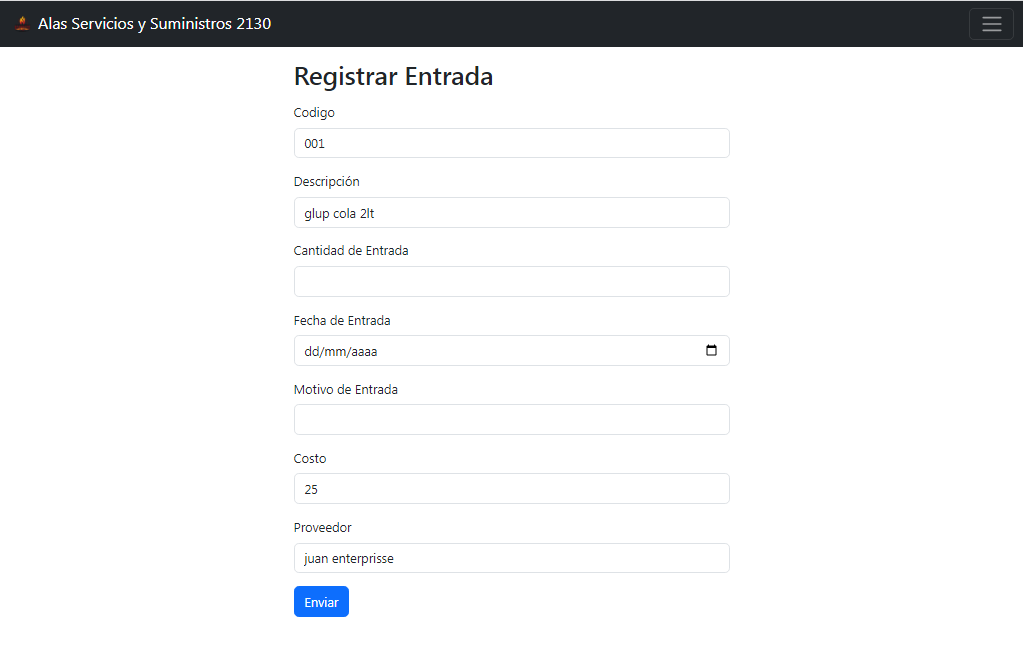 Alas Servicios y Suministros 2130
Registrar Entrada
Codigo
001
Descripción
glup cola 2lt
Cantidad de Entrada
Fecha de Entrada
dd/mm/aaaa
Motivo de Entrada
Costo
25
Proveedor
juan enterprisse
Enviar